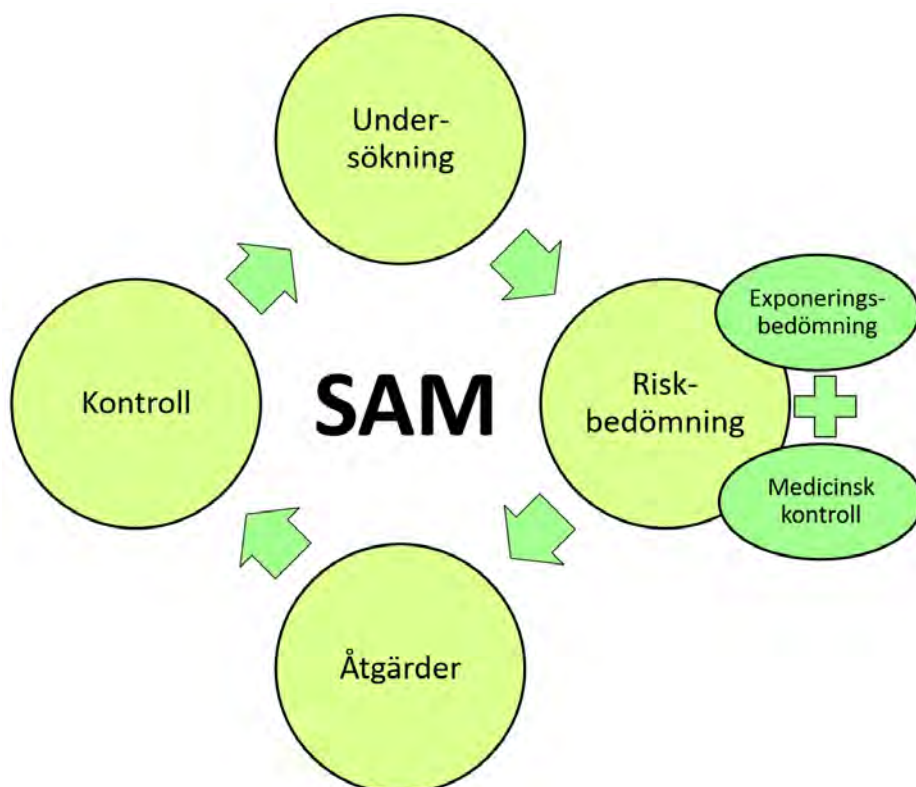 Under-
sökning
Exponerings-
bedömning
Kontroll
SAM
Risk-
bedömning
Medicinsk
kontroll
Åtgärder